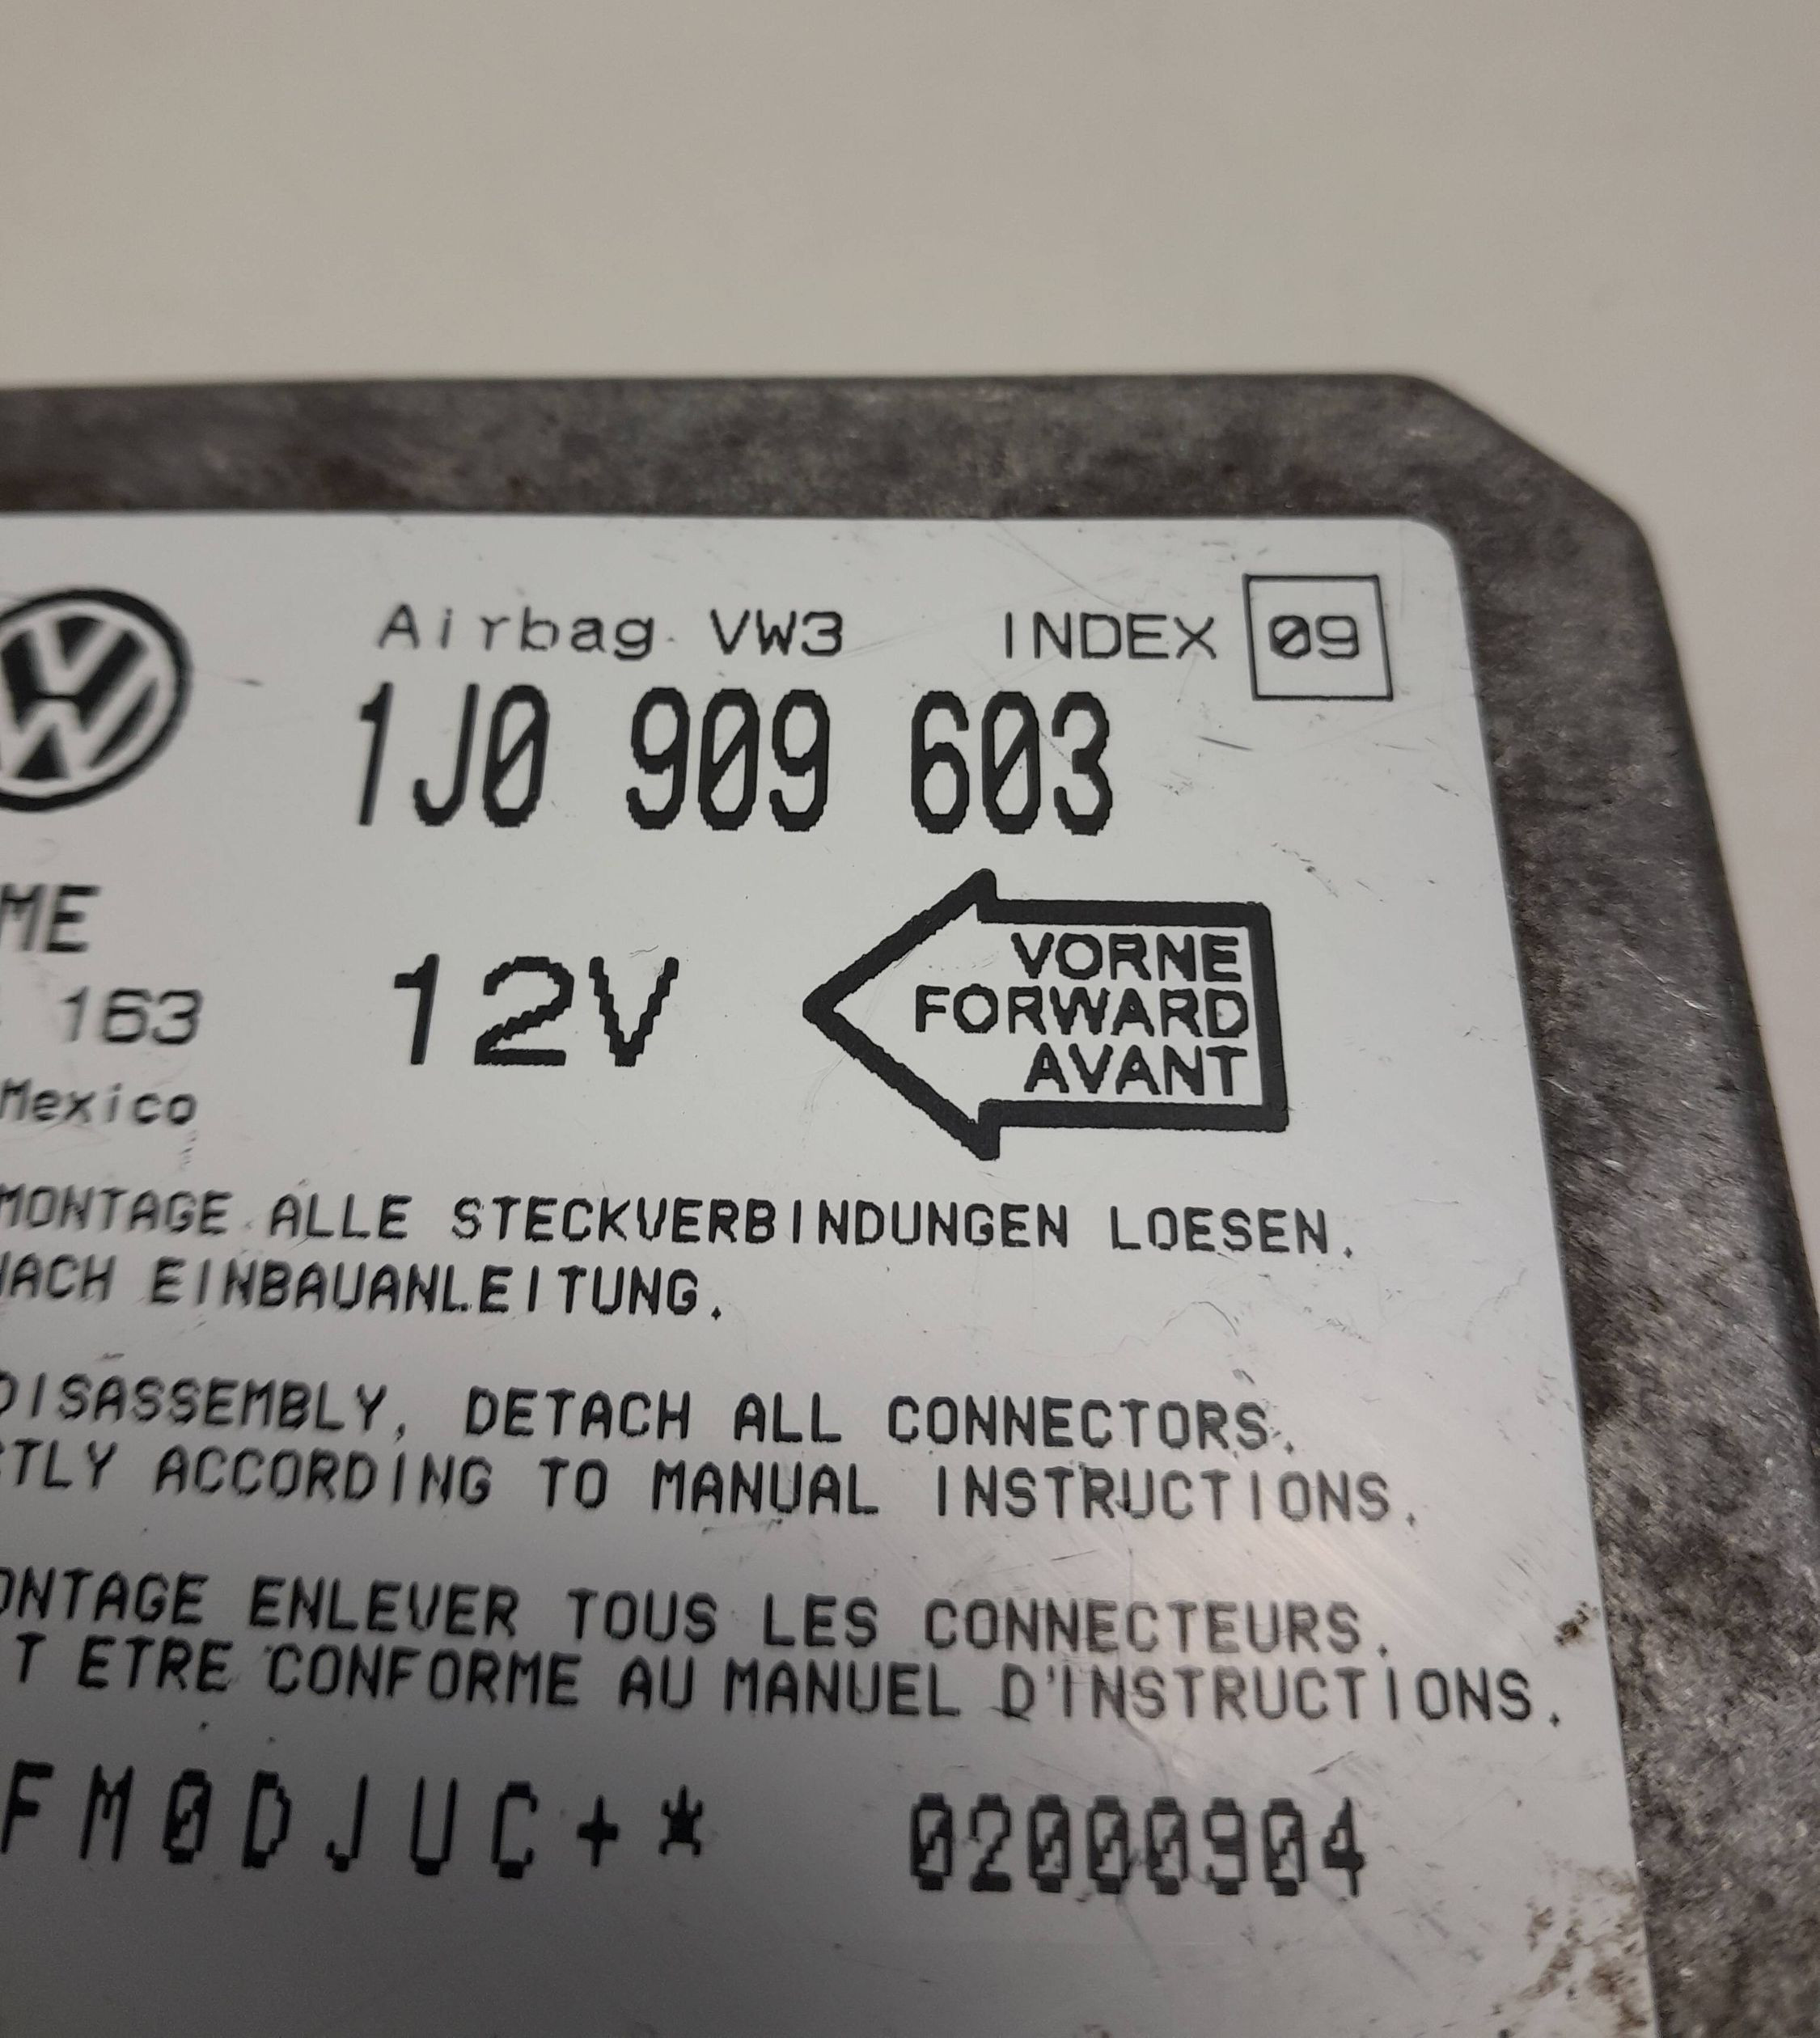 Airbag VW3 INDEX 09
1J0 909 603
ME
163
12V
VORNE
FORWARD
AVANT
Mexico
MONTAGE ALLE STECKVERBINDUNGEN LOESEN.
NACH EINBAUANLEITUNG.
DISASSEMBLY, DETACH ALL CONNECTORS.
TLY ACCORDING TO MANUAL INSTRUCTIONS.
ONTAGE ENLEVER TOUS LES CONNECTEURS.
T ETRE CONFORME AU MANUEL D'INSTRUCTIONS.
FM0DJUC+* 02000904